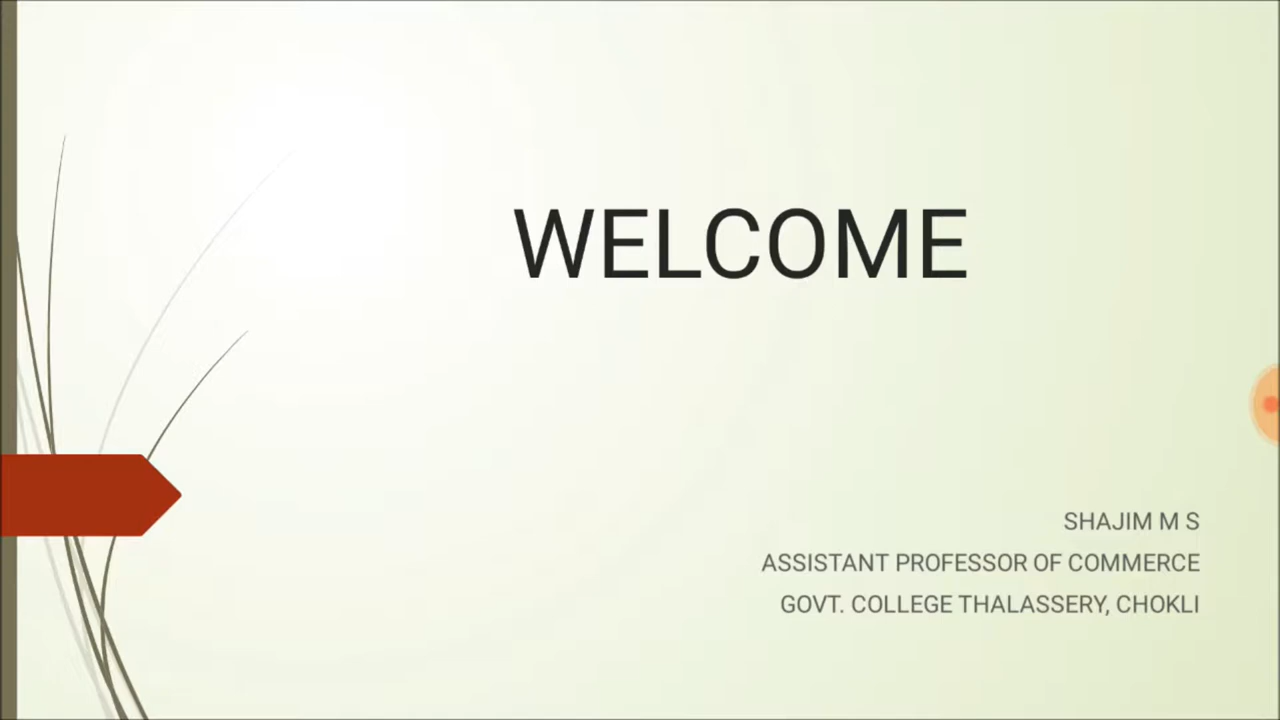 WELCOME
SHAJIM M S
ASSISTANT PROFESSOR OF COMMERCE
GOVT. COLLEGE THALASSERY, CHOKLI